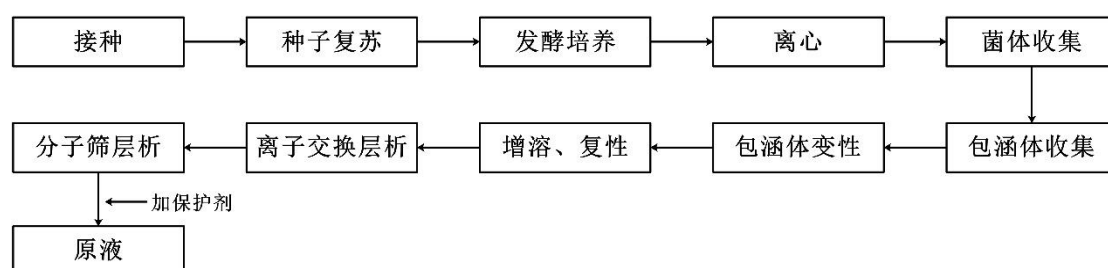 接种
种子复苏
发酵培养
离心
菌体收集
包涵体收集
包涵体变性
增溶、复性
离子交换层析
分子筛层析
加保护剂
原液